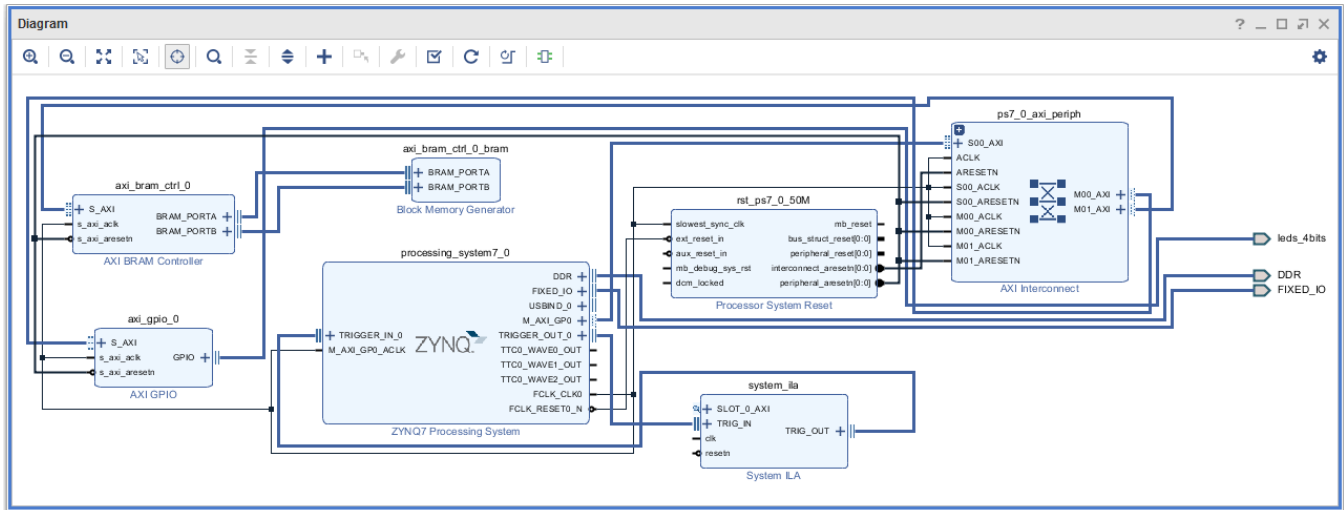 Diagram
axi_bram_ctrl_0
S_AXI
s_axi_aclk
s_axi_aresetn
BRAM_PORTA
BRAM_PORTB
AXI BRAM Controller
axi_bram_ctrl_0_bram
BRAM_PORTA
BRAM_PORTB
Block Memory Generator
axi_gpio_0
S_AXI
s_axi_aclk
s_axi_aresetn
GPIO
AXI GPIO
processing_system7_0
TRIGGER_IN_0
M_AXI_GP0_ACLK
ZYNQ
DDR
FIXED_IO
USBIND_0
M_AXI_GP0
TRIGGER_OUT_0
TTC0_WAVE0_OUT
TTC0_WAVE1_OUT
TTC0_WAVE2_OUT
FCLK_CLK0
FCLK_RESET0_N
ZYNQ7 Processing System
rst_ps7_0_50M
slowest_sync_clk
ext_reset_in
aux_reset_in
mb_debug_sys_rst
dcm_locked
mb_reset
bus_struct_reset[0:0]
peripheral_reset[0:0]
interconnect_aresetn[0:0]
peripheral_aresetn[0:0]
Processor System Reset
system_ila
SLOT_0_AXI
TRIG_IN
clk
resetn
TRIG_OUT
System ILA
ps7_0_axi_periph
S00_AXI
ACLK
ARESETN
S00_ACLK
S00_ARESETN
M00_ACLK
M00_ARESETN
M01_ACLK
M01_ARESETN
M00_AXI
M01_AXI
AXI Interconnect
leds_4bits
DDR
FIXED_IO